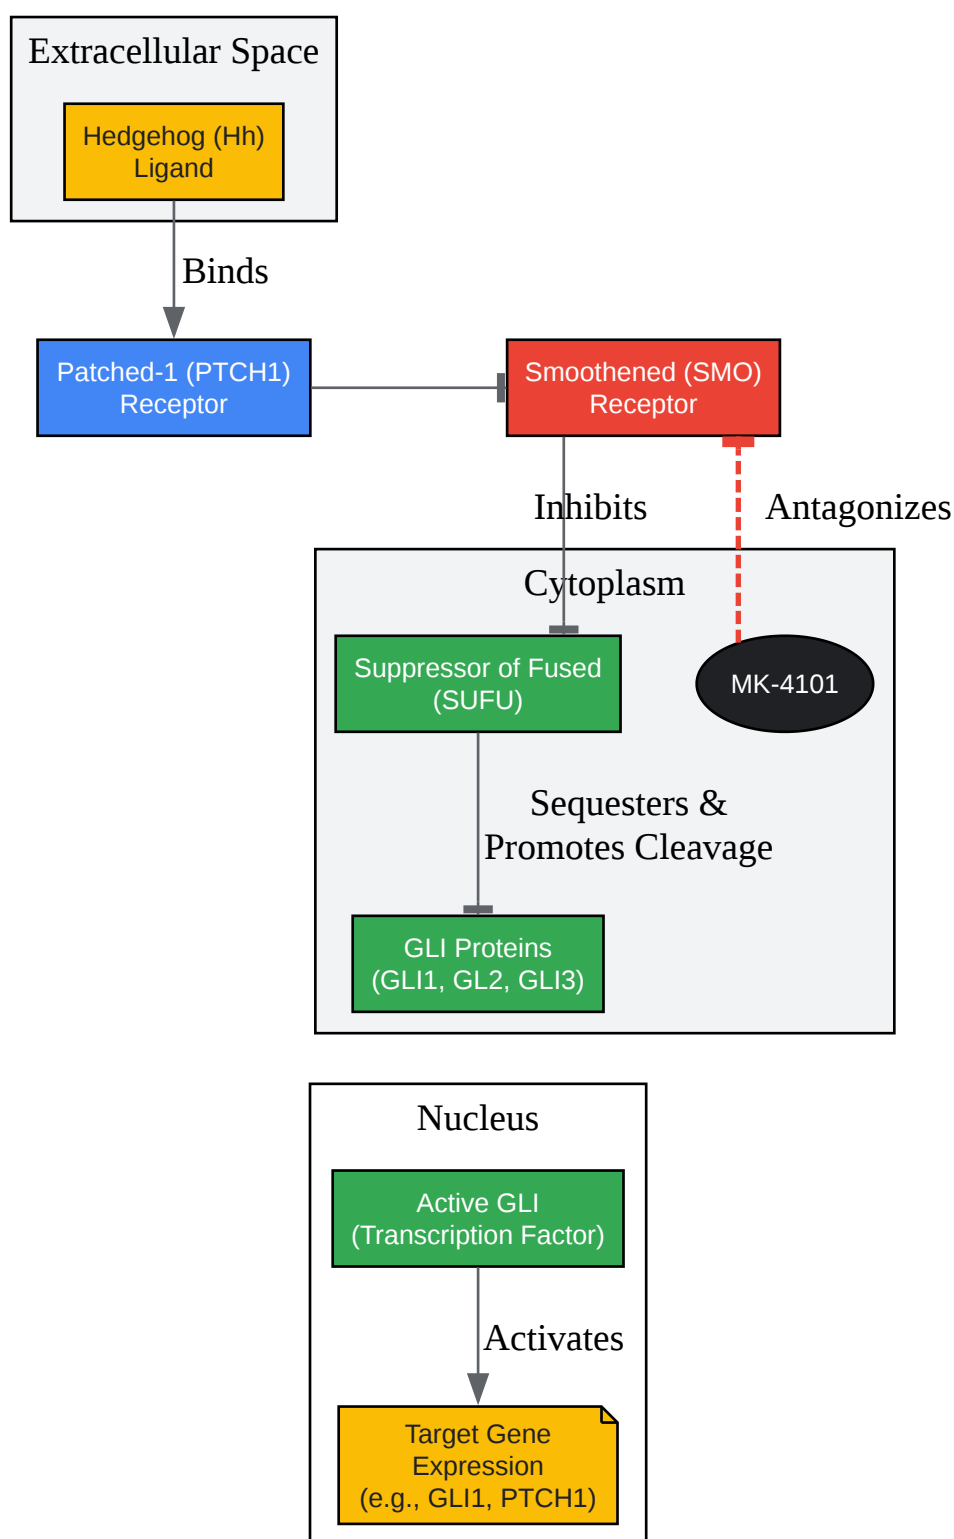 Extracellular Space
Hedgehog (Hh)
Ligand
Binds
Patched-1 (PTCH1)
Receptor
Smoothened (SMO)
Receptor
Inhibits
Antagonizes
Cytoplasm
Suppressor of Fused
(SUFU)
MK-4101
Sequesters &
Promotes Cleavage
GLI Proteins
(GLI1, GL2, GLI3)
Nucleus
Active GLI
(Transcription Factor)
Activates
Target Gene
Expression
(e.g., GLI1, PTCH1)